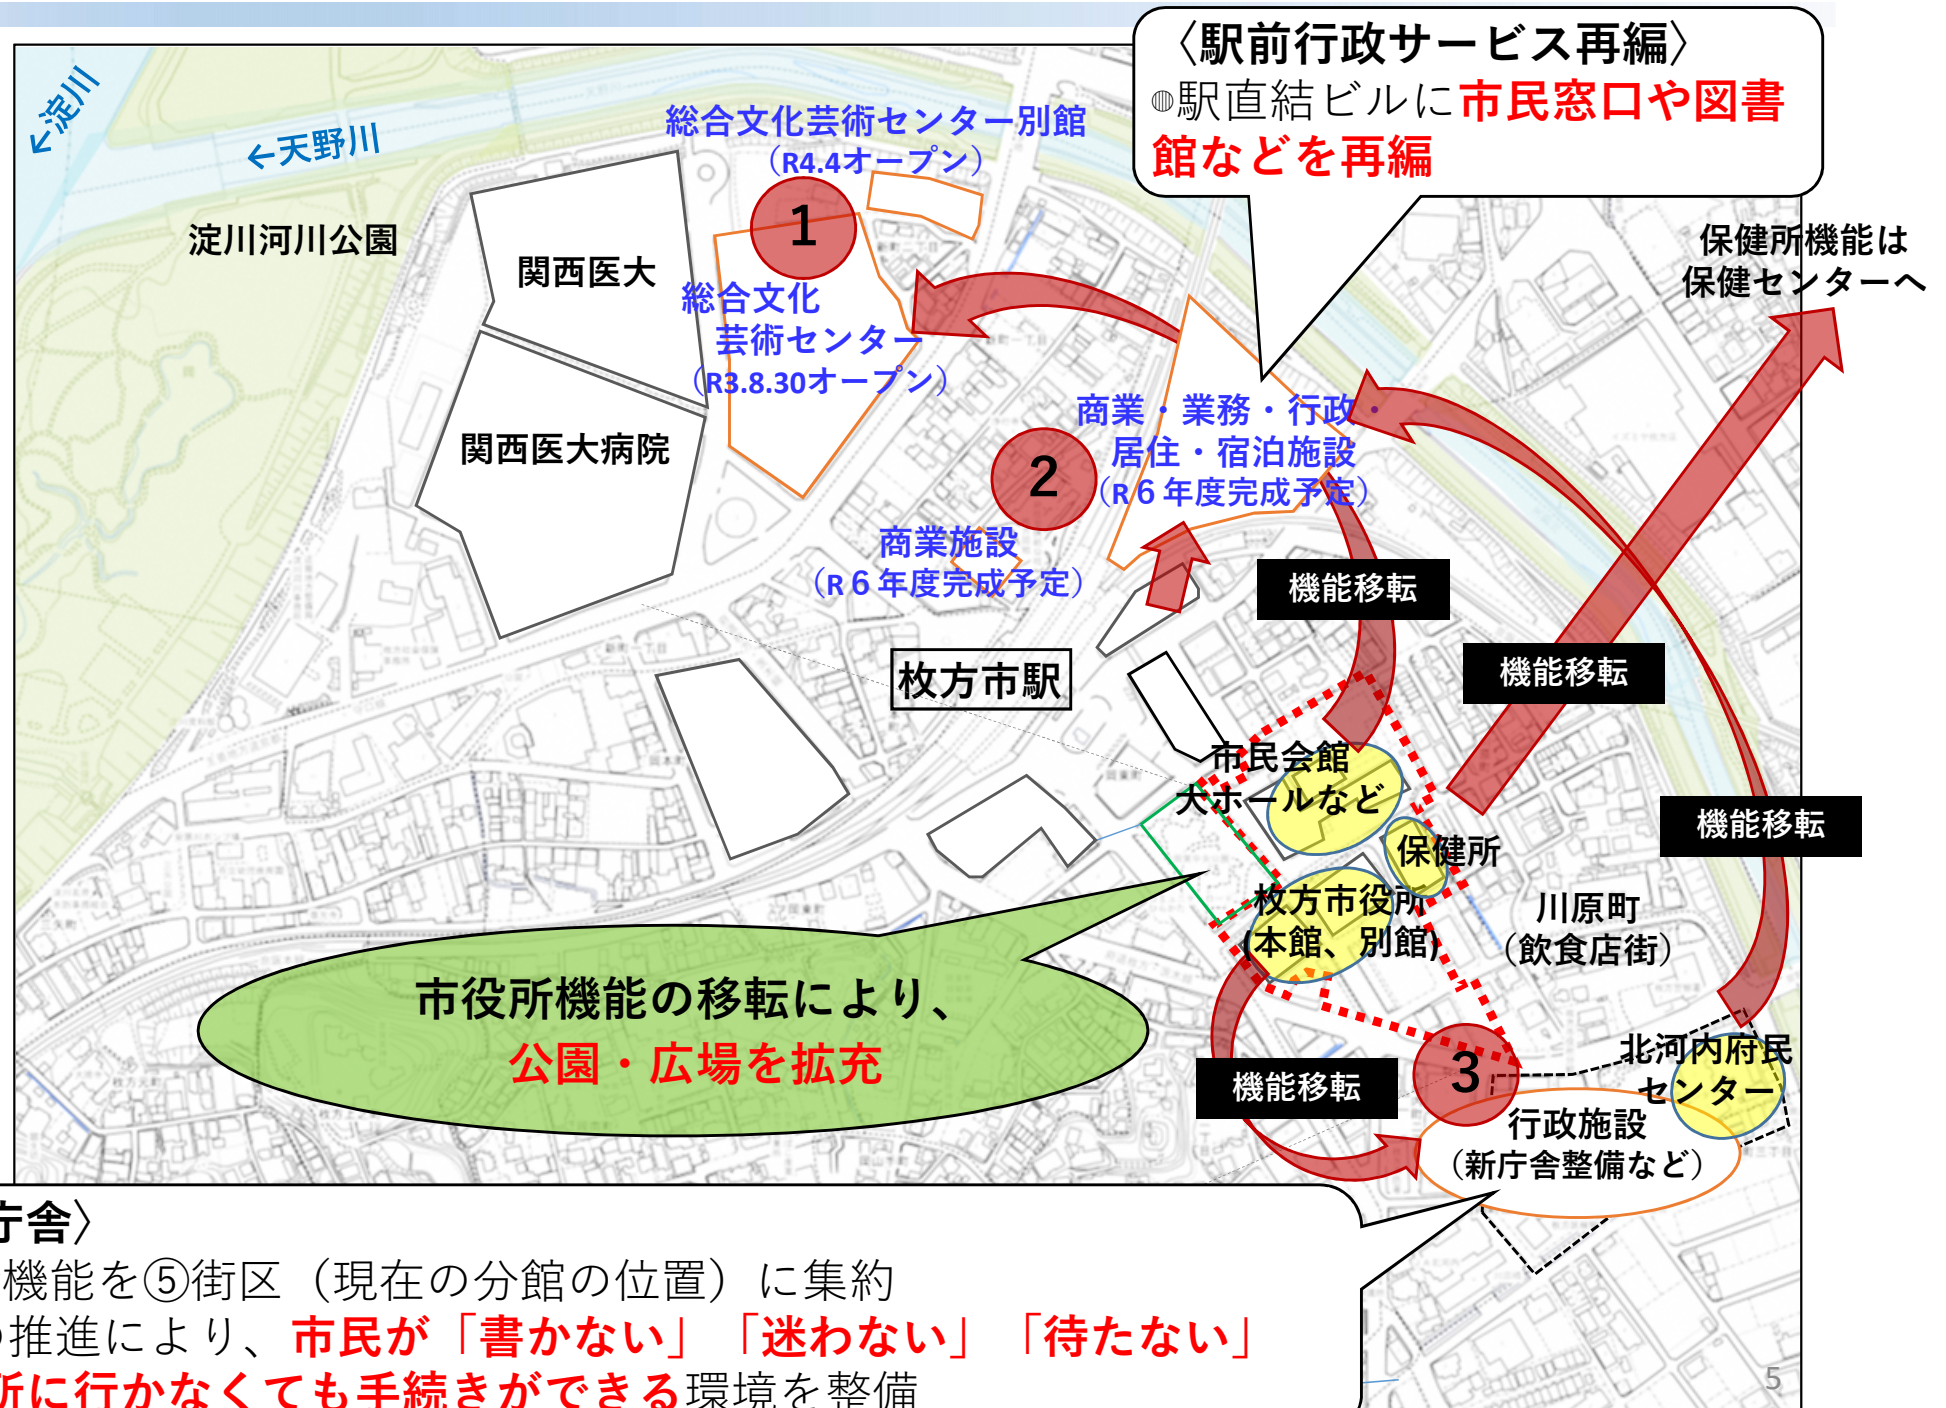 〈駅前行政サービス再編〉
◍駅直結ビルに市民窓口や図書
館などを再編
←淀川
←天野川
総合文化芸術センター別館
（R4.4オープン）
1
淀川河川公園
関西医大
総合文化
芸術センター
（R3.8.30オープン）
保健所機能は
保健センターへ
関西医大病院
商業・業務・行政・
居住・宿泊施設
（R６年度完成予定）
2
商業施設
（R６年度完成予定）
機能移転
機能移転
枚方市駅
市民会館
大ホールなど
機能移転
保健所
枚方市役所
(本館、別館)
川原町
（飲食店街）
市役所機能の移転により、
公園・広場を拡充
機能移転
3
北河内府民
センター
行政施設
（新庁舎整備など）
庁舎〉
機能を⑤街区（現在の分館の位置）に集約
の推進により、市民が「書かない」「迷わない」「待たない」
所に行かなくても手続きができる環境を整備
5